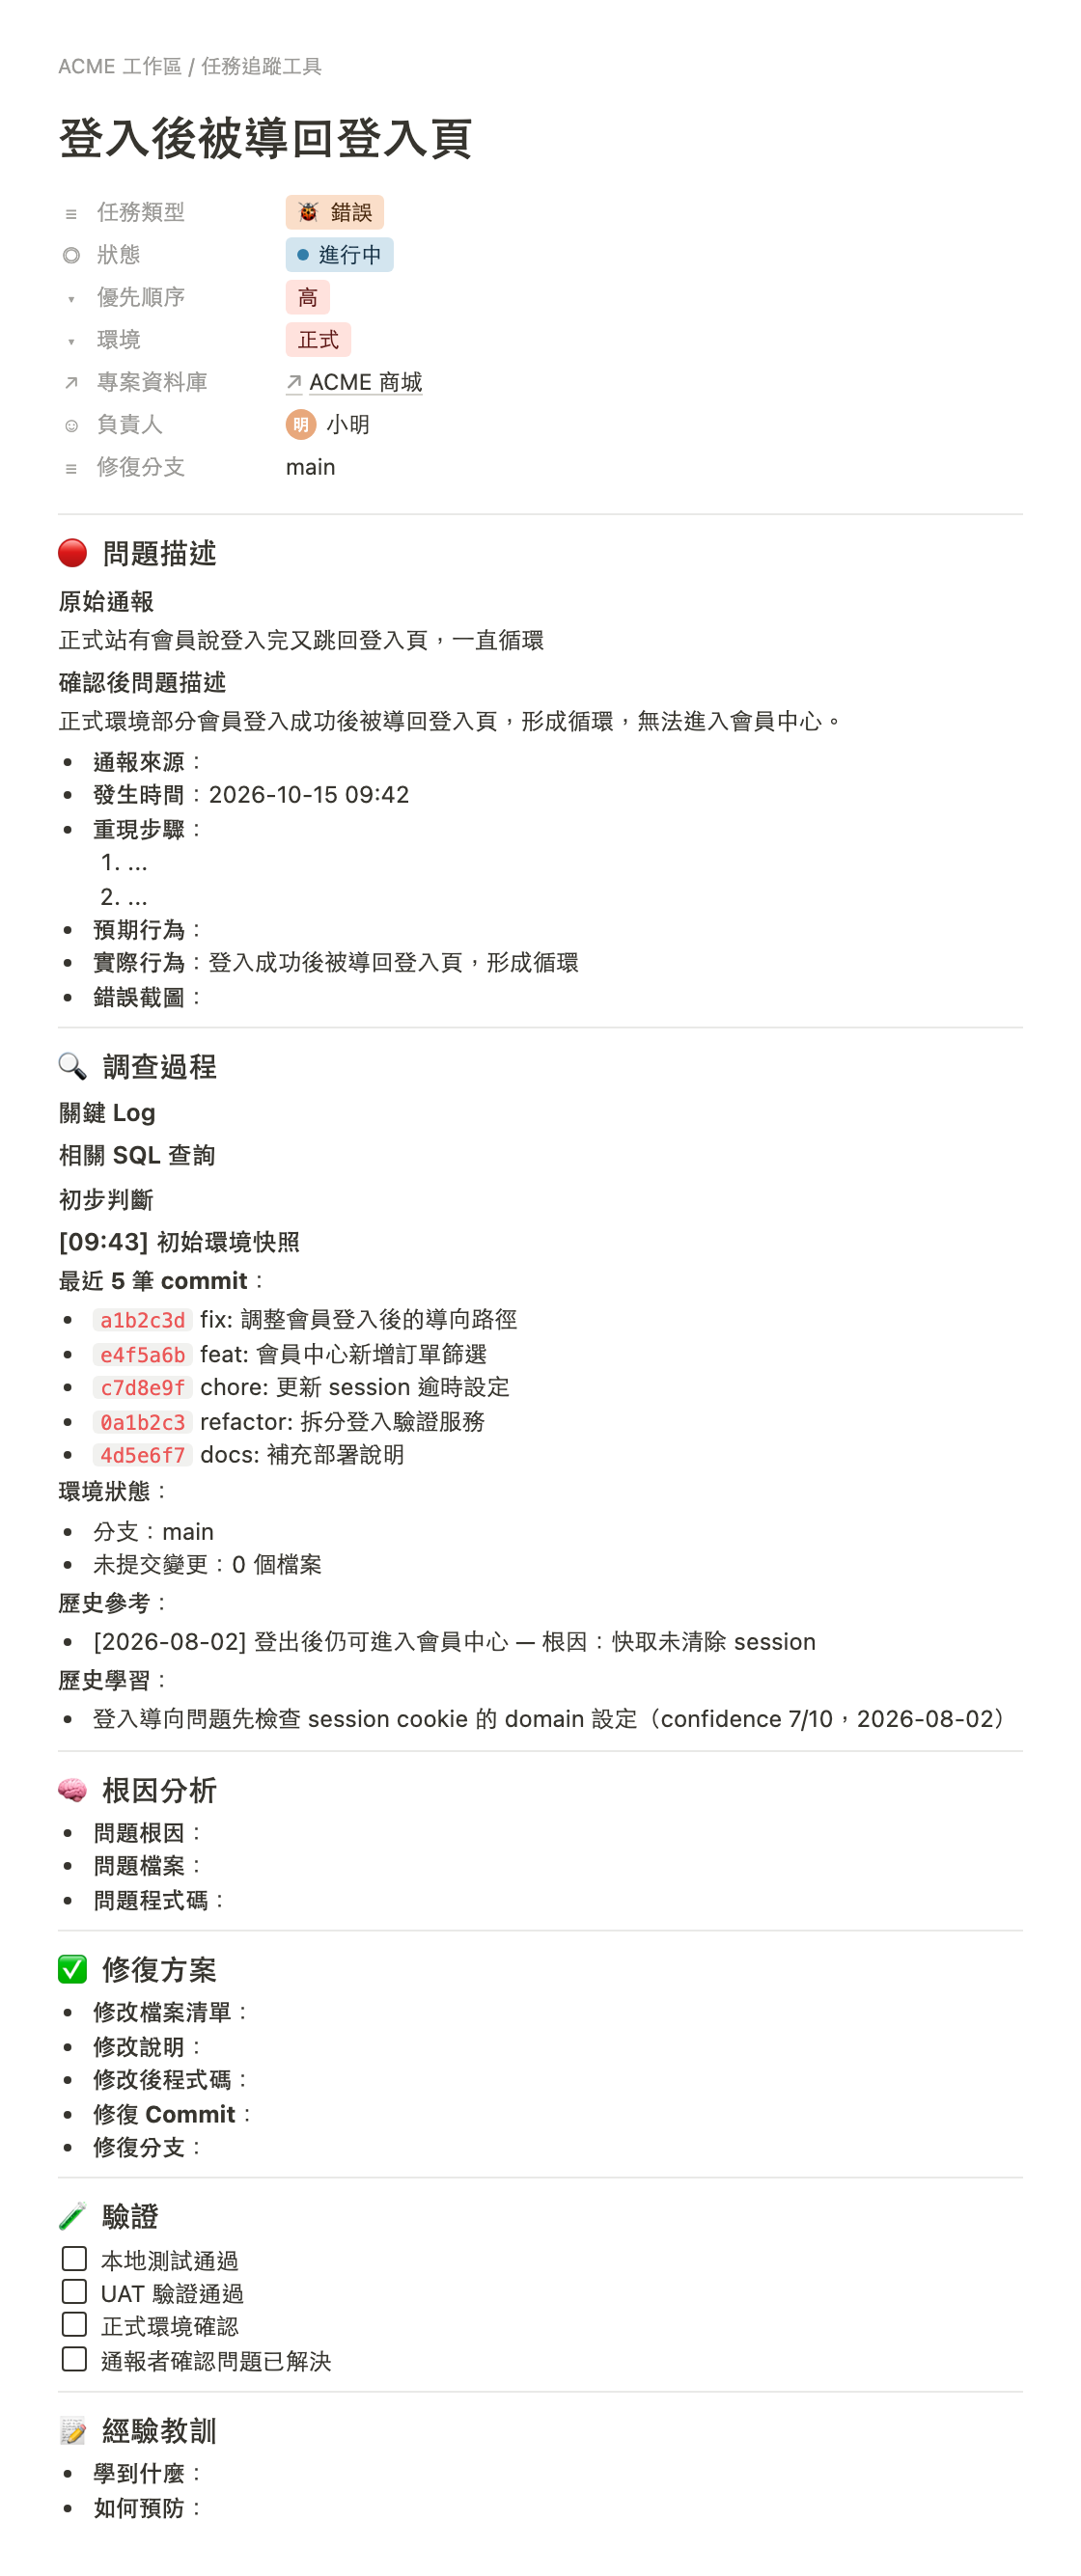 ACME 工作區 / 任務追蹤工具
登入後被導回登入頁
任務類型 錯誤
狀態 進行中
優先順序 高
環境 正式
專案資料庫 ACME 商城
負責人 明 小明
修復分支 main
問題描述
原始通報
正式站有會員說登入完又跳回登入頁，一直循環
確認後問題描述
正式環境部分會員登入成功後被導回登入頁，形成循環，無法進入會員中心。
• 通報來源：
• 發生時間：2026-10-15 09:42
• 重現步驟：
1. ...
2. ...
• 預期行為：
• 實際行為：登入成功後被導回登入頁，形成循環
• 錯誤截圖：
調查過程
關鍵 Log
相關 SQL 查詢
初步判斷
[09:43] 初始環境快照
最近 5 筆 commit：
• a1b2c3d fix: 調整會員登入後的導向路徑
• e4f5a6b feat: 會員中心新增訂單篩選
• c7d8e9f chore: 更新 session 逾時設定
• 0a1b2c3 refactor: 拆分登入驗證服務
• 4d5e6f7 docs: 補充部署說明
環境狀態：
• 分支：main
• 未提交變更：0 個檔案
歷史參考：
• [2026-08-02] 登出後仍可進入會員中心 — 根因：快取未清除 session
歷史學習：
• 登入導向問題先檢查 session cookie 的 domain 設定（confidence 7/10，2026-08-02）
根因分析
• 問題根因：
• 問題檔案：
• 問題程式碼：
修復方案
• 修改檔案清單：
• 修改說明：
• 修改後程式碼：
• 修復 Commit：
• 修復分支：
驗證
本地測試通過
UAT 驗證通過
正式環境確認
通報者確認問題已解決
經驗教訓
• 學到什麼：
• 如何預防：